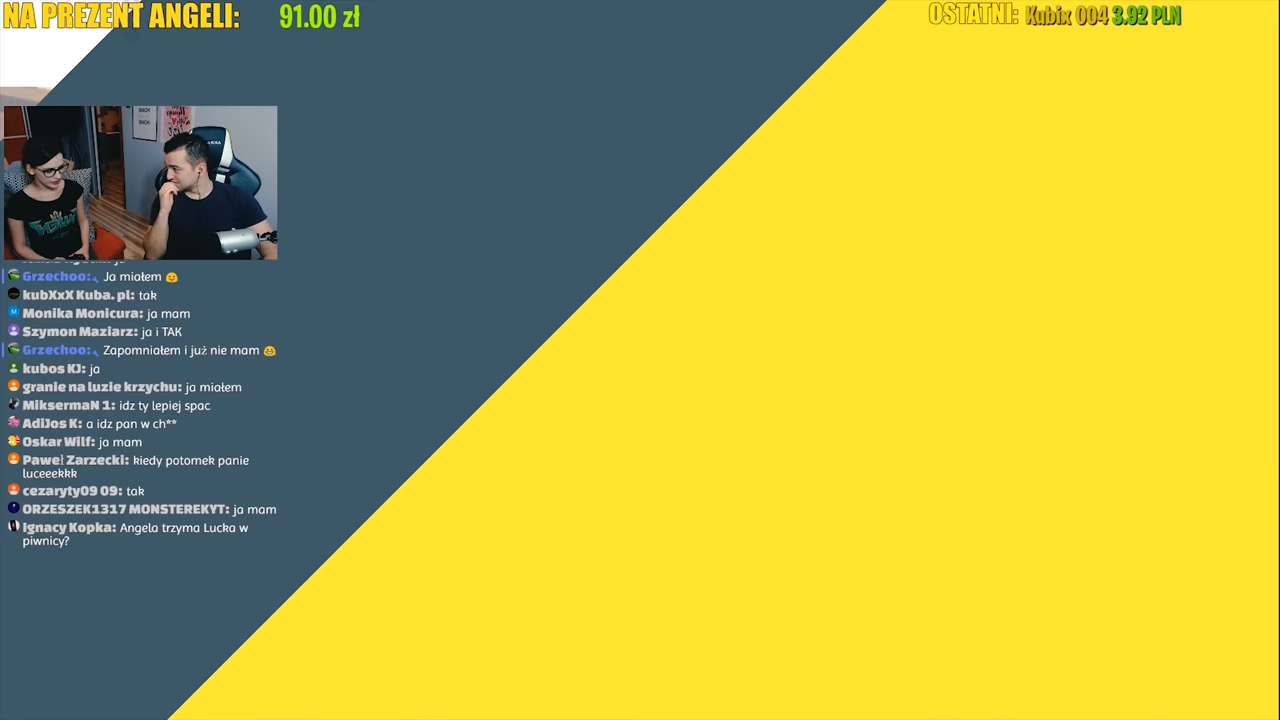 NA PREZENT ANGELI: 91.00 zł
OSTATNI: Kubix 004 3.92 PLN
Grzechoo: Ja miałem 🤗
kubXxX Kuba. pl: tak
Monika Monicura: ja mam
Szymon Maziarz: ja i TAK
Grzechoo: Zapomniałem i już nie mam 🤗
kubos KJ: ja
granie na luzie krzychu: ja miałem
MiksermaN 1: idz ty lepiej spac
AdiJos K: a idz pan w ch**
Oskar Wilf: ja mam
Paweł Zarzecki: kiedy potomek panie
luceeekkk
cezaryty09 09: tak
ORZESZEK1317 MONSTEREKYT: ja mam
Ignacy Kopka: Angela trzyma Lucka w
piwnicy?